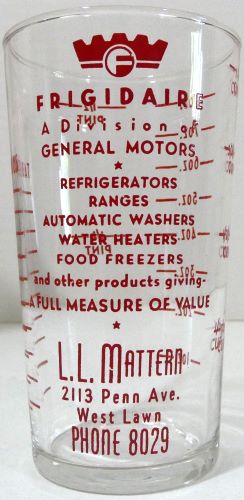 F
FRIGIDAIRE
A Division of
GENERAL MOTORS
REFRIGERATORS
RANGES
AUTOMATIC WASHERS
WATER HEATERS
FOOD FREEZERS
and other products giving-
A FULL MEASURE OF VALUE
L.L. MATTERN
2113 Penn Ave.
West Lawn
PHONE 8029